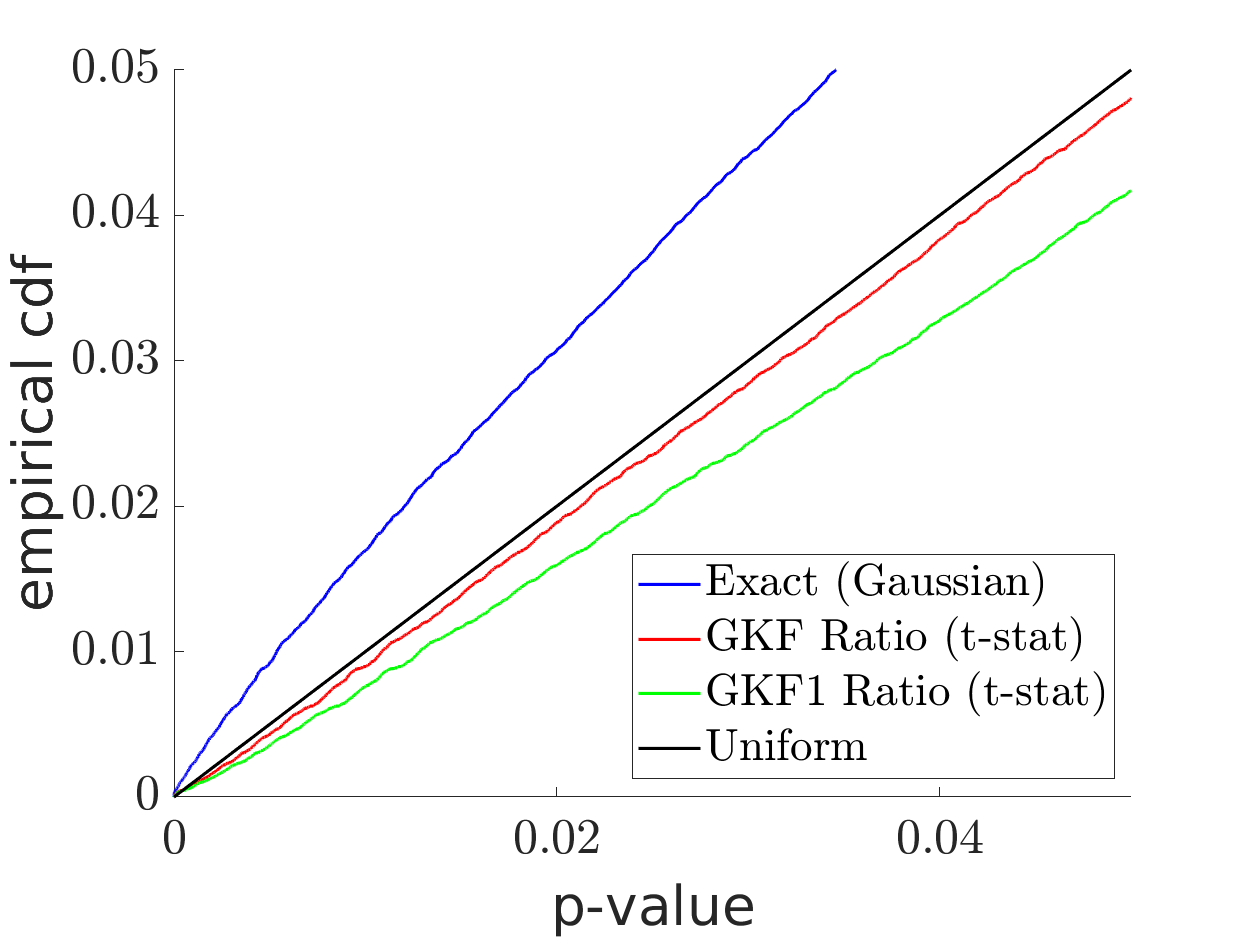 0.05
0.04
0.03
0.02
0.01
0
empirical cdf
Exact (Gaussian)
GKF Ratio (t-stat)
GKF1 Ratio (t-stat)
Uniform
0 0.02 0.04
p-value